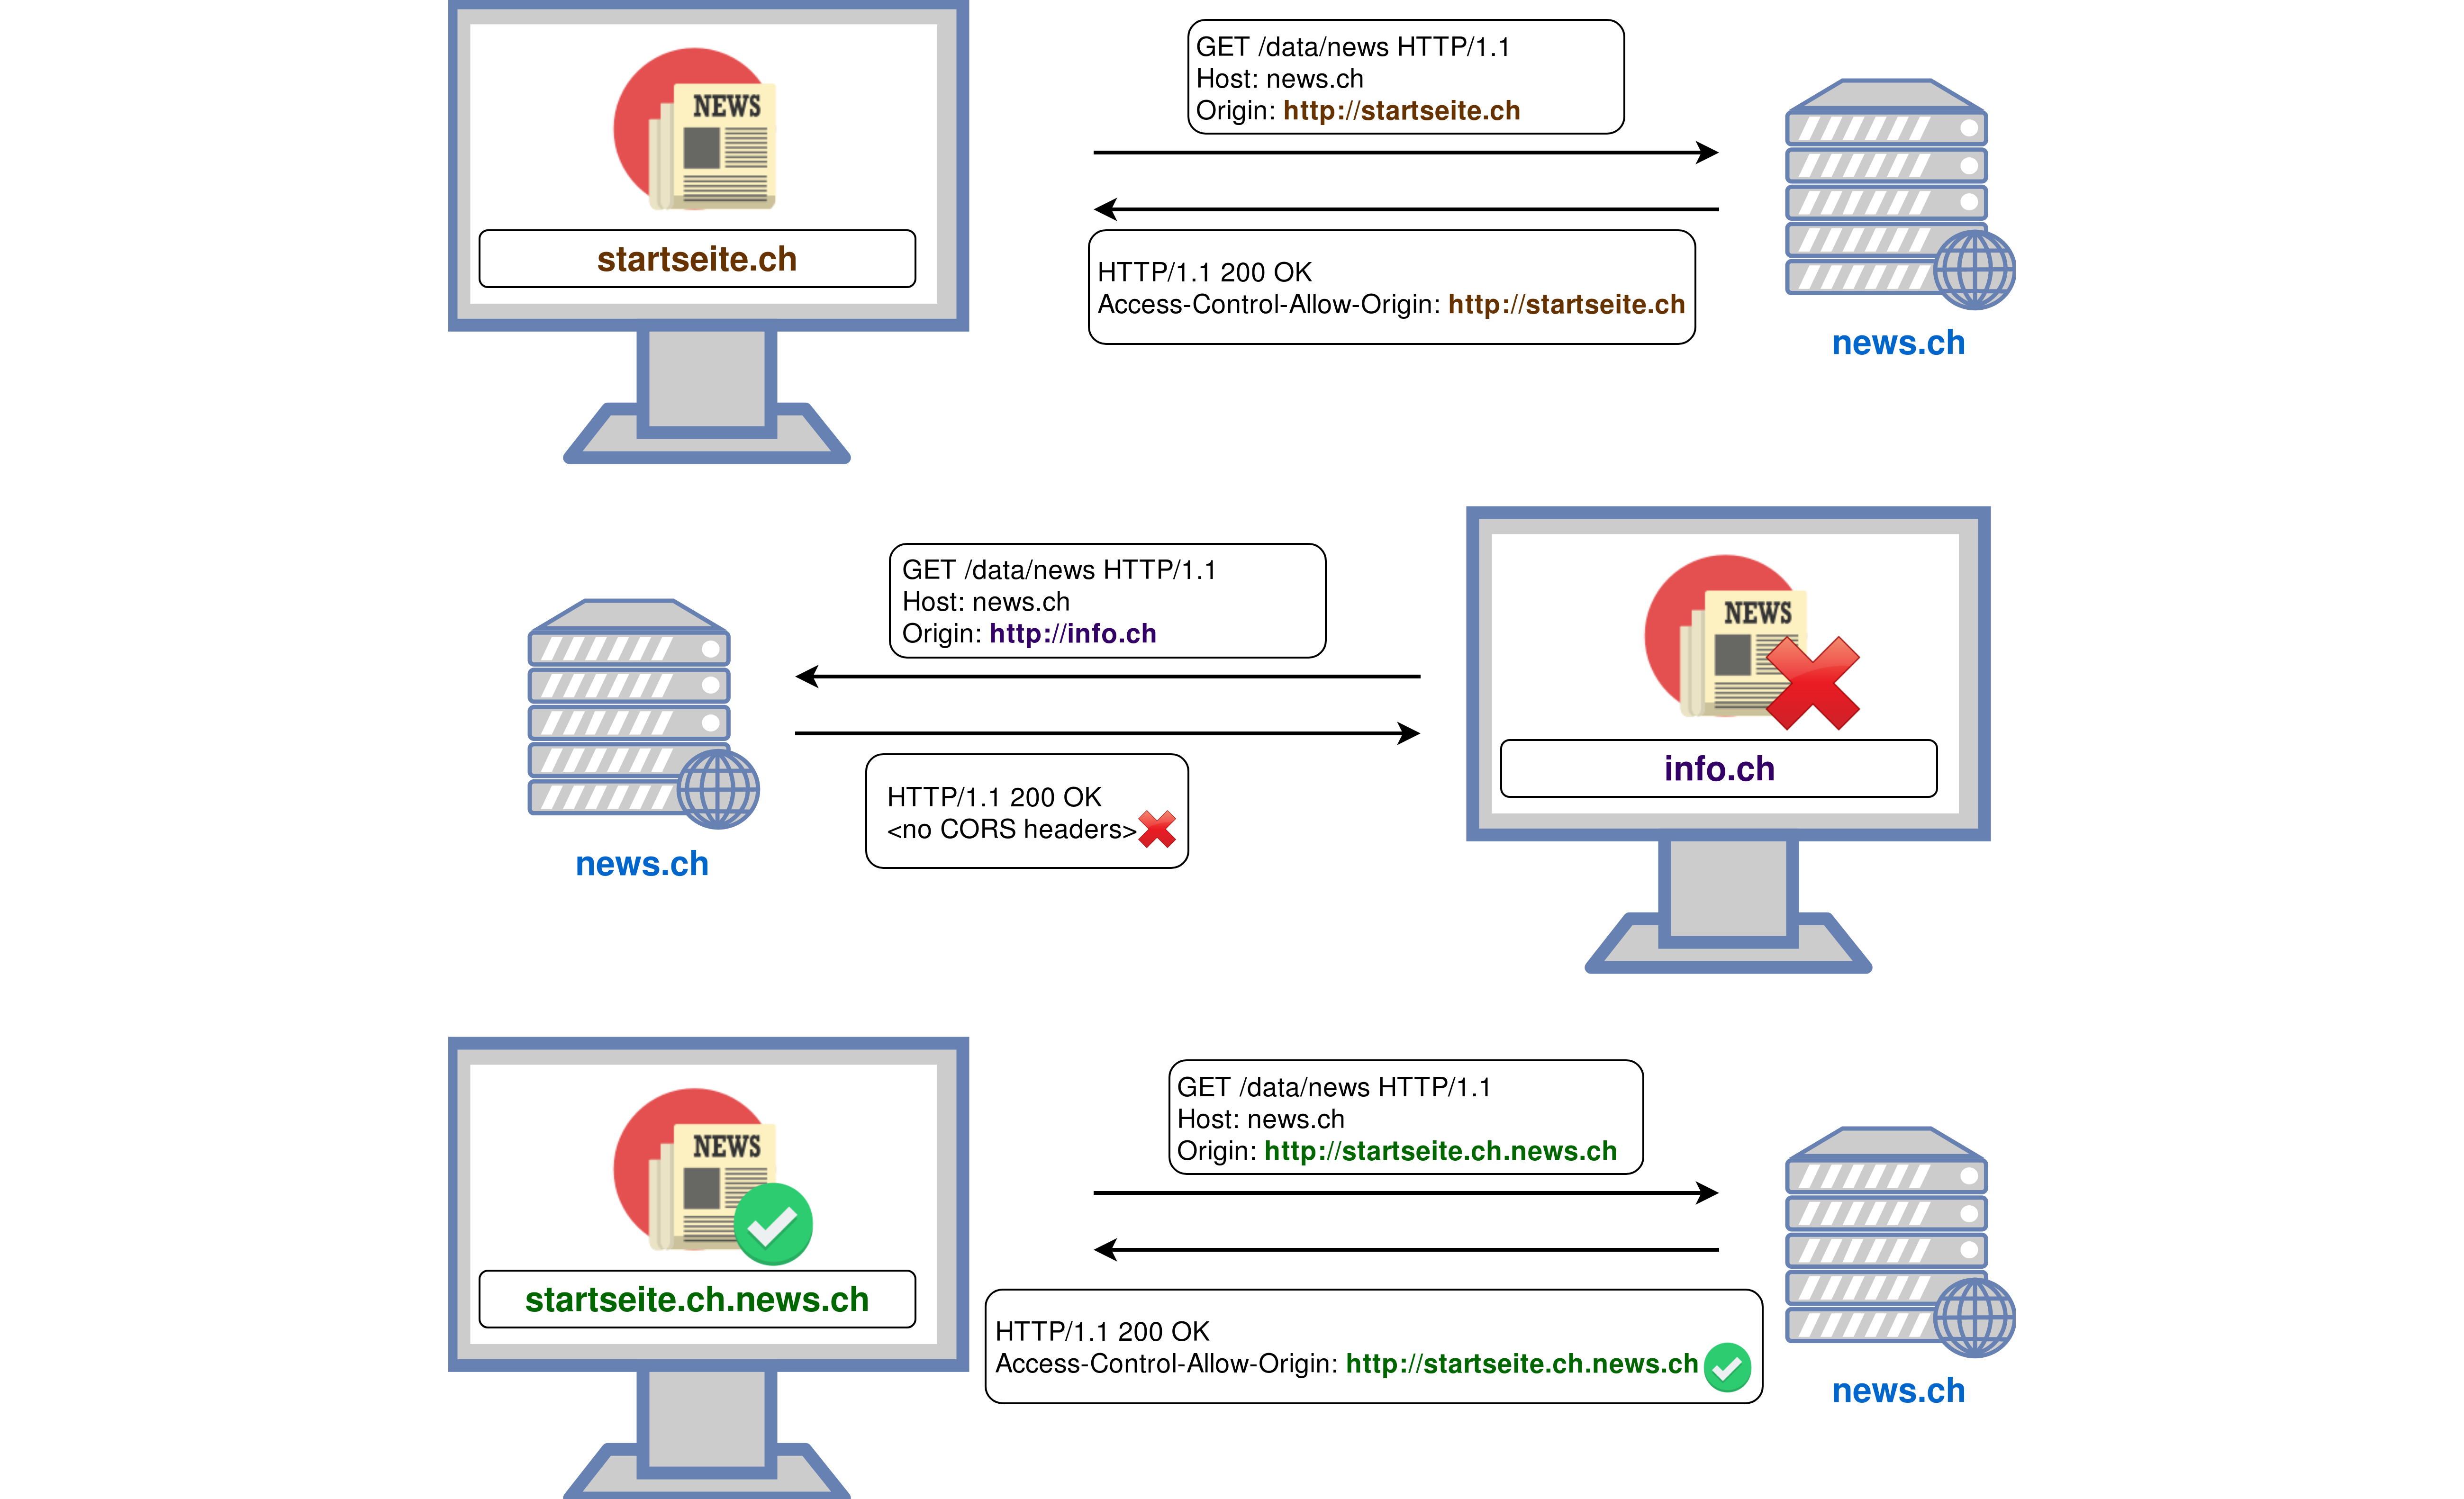 NEWS
startseite.ch
GET /data/news HTTP/1.1
Host: news.ch
Origin: http://startseite.ch
HTTP/1.1 200 OK
Access-Control-Allow-Origin: http://startseite.ch
news.ch
GET /data/news HTTP/1.1
Host: news.ch
Origin: http://info.ch
HTTP/1.1 200 OK
<no CORS headers>
news.ch
NEWS
info.ch
NEWS
startseite.ch.news.ch
GET /data/news HTTP/1.1
Host: news.ch
Origin: http://startseite.ch.news.ch
HTTP/1.1 200 OK
Access-Control-Allow-Origin: http://startseite.ch.news.ch
news.ch